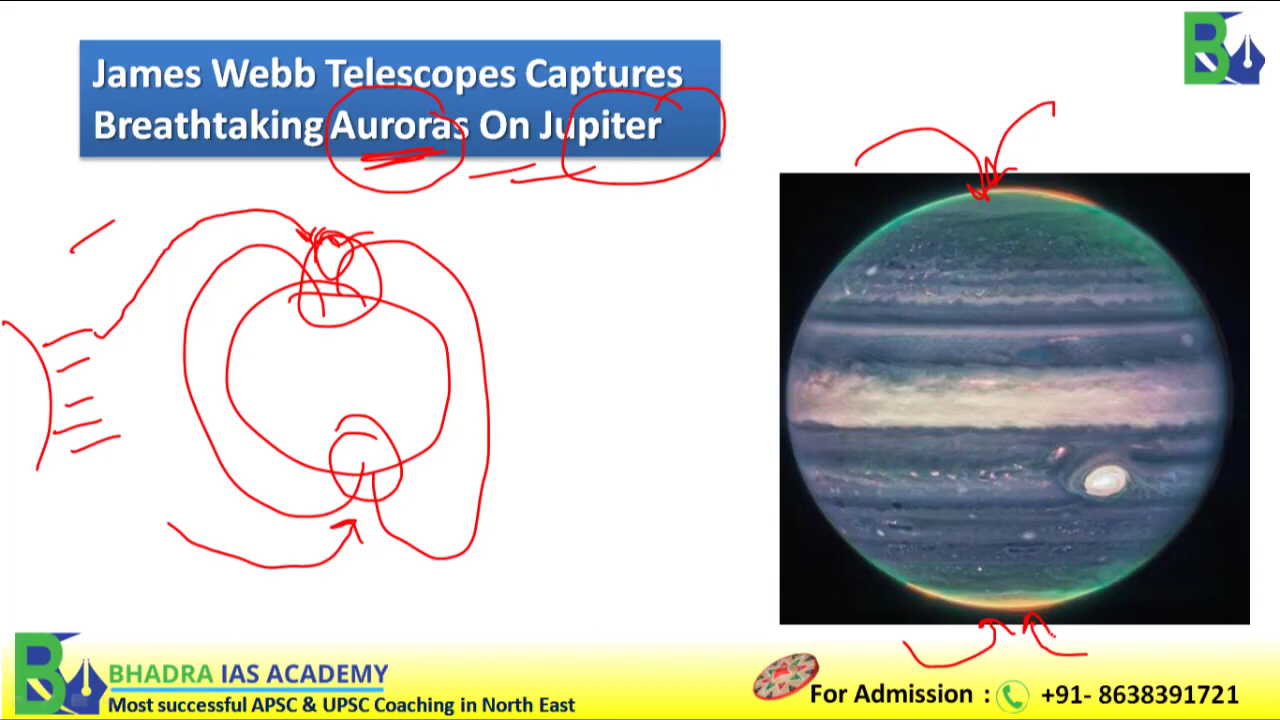 James Webb Telescopes Captures
Breathtaking Auroras On Jupiter
B
B
BHADRA IAS ACADEMY
Most successful APSC & UPSC Coaching in North East
For Admission : +91- 8638391721